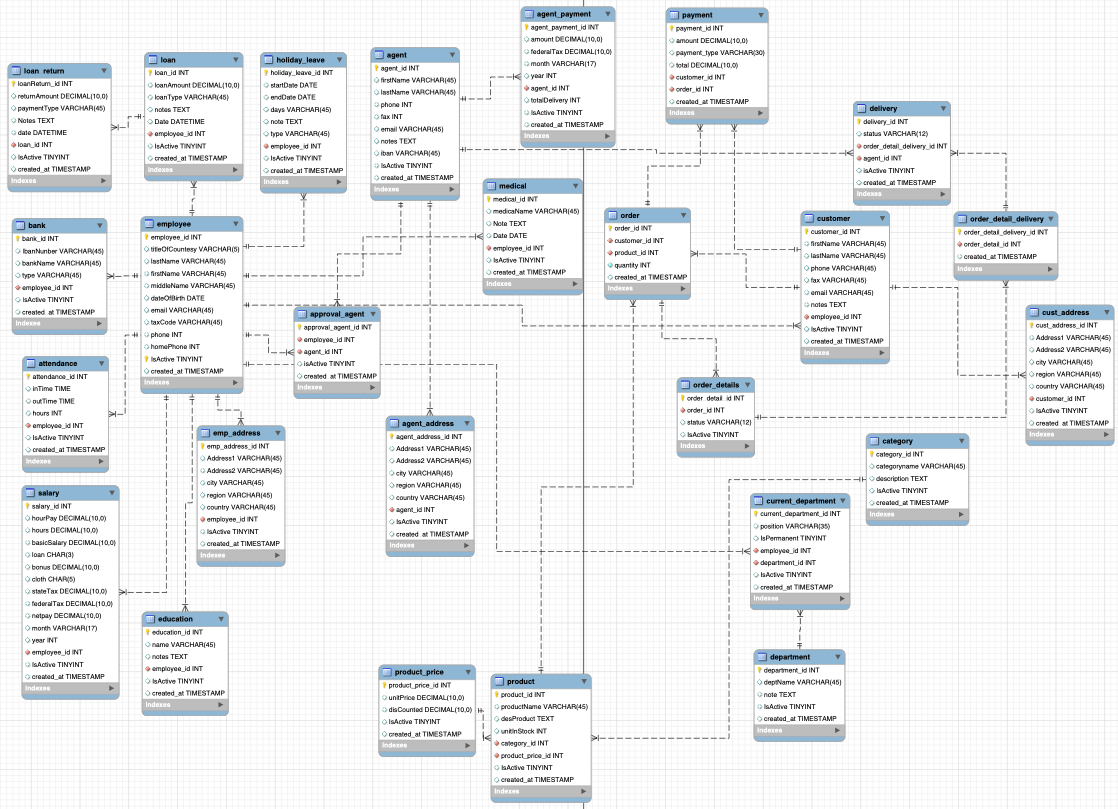 agent_payment
agent_payment_id INT
amount DECIMAL(10,0)
federalTax DECIMAL(10,0)
month VARCHAR(17)
year INT
agent_id INT
totalDelivery INT
IsActive TINYINT
created_at TIMESTAMP
Indexes
payment
payment_id INT
amount DECIMAL(10,0)
payment_type VARCHAR(30)
total DECIMAL(10,0)
customer_id INT
order_id INT
created_at TIMESTAMP
Indexes
loan_return
loanReturn_id INT
returnAmount DECIMAL(10,0)
paymentType VARCHAR(45)
Notes TEXT
date DATETIME
loan_id INT
IsActive TINYINT
created_at TIMESTAMP
Indexes
loan
loan_id INT
loanAmount DECIMAL(10,0)
loanType VARCHAR(45)
notes TEXT
Date DATETIME
employee_id INT
IsActive TINYINT
created_at TIMESTAMP
Indexes
holiday_leave
holiday_leave_id INT
startDate DATE
endDate DATE
days VARCHAR(45)
note TEXT
type VARCHAR(45)
employee_id INT
IsActive TINYINT
created_at TIMESTAMP
Indexes
agent
agent_id INT
firstName VARCHAR(45)
lastName VARCHAR(45)
phone INT
fax INT
email VARCHAR(45)
notes TEXT
iban VARCHAR(45)
IsActive TINYINT
created_at TIMESTAMP
Indexes
delivery
delivery_id INT
status VARCHAR(12)
order_detail_delivery_id INT
agent_id INT
isActive TINYINT
created_at TIMESTAMP
Indexes
medical
medical_id INT
medicaName VARCHAR(45)
Note TEXT
Date DATE
employee_id INT
IsActive TINYINT
created_at TIMESTAMP
Indexes
order
order_id INT
customer_id INT
product_id INT
quantity INT
created_at TIMESTAMP
Indexes
customer
customer_id INT
firstName VARCHAR(45)
lastName VARCHAR(45)
phone VARCHAR(45)
fax VARCHAR(45)
email VARCHAR(45)
notes TEXT
employee_id INT
IsActive TINYINT
created_at TIMESTAMP
Indexes
order_detail_delivery
order_detail_delivery_id INT
order_detail_id INT
created_at TIMESTAMP
Indexes
bank
bank_id INT
IoanNumber VARCHAR(45)
bankName VARCHAR(45)
type VARCHAR(45)
employee_id INT
IsActive TINYINT
created_at TIMESTAMP
Indexes
employee
employee_id INT
titleOfCountesy VARCHAR(5)
lastName VARCHAR(45)
firstName VARCHAR(45)
middleName VARCHAR(45)
dateOfBirth DATE
email VARCHAR(45)
taxCode VARCHAR(45)
phone INT
homePhone INT
IsActive TINYINT
created_at TIMESTAMP
Indexes
approval_agent
approval_agent_id INT
employee_id INT
agent_id INT
isActive TINYINT
created_at TIMESTAMP
Indexes
cust_address
cust_address_id INT
Address1 VARCHAR(45)
Address2 VARCHAR(45)
city VARCHAR(45)
region VARCHAR(45)
country VARCHAR(45)
customer_id INT
IsActive TINYINT
created_at TIMESTAMP
Indexes
attendance
attendance_id INT
inTime TIME
outTime TIME
hours INT
employee_id INT
IsActive TINYINT
created_at TIMESTAMP
Indexes
order_details
order_detail_id INT
order_id INT
status VARCHAR(12)
IsActive TINYINT
Indexes
emp_address
emp_address_id INT
Address1 VARCHAR(45)
Address2 VARCHAR(45)
city VARCHAR(45)
region VARCHAR(45)
country VARCHAR(45)
employee_id INT
IsActive TINYINT
created_at TIMESTAMP
Indexes
agent_address
agent_address_id INT
Address1 VARCHAR(45)
Address2 VARCHAR(45)
city VARCHAR(45)
region VARCHAR(45)
country VARCHAR(45)
agent_id INT
IsActive TINYINT
created_at TIMESTAMP
Indexes
category
category_id INT
categoryname VARCHAR(45)
description TEXT
IsActive TINYINT
created_at TIMESTAMP
Indexes
salary
salary_id INT
hourPay DECIMAL(10,0)
hours DECIMAL(10,0)
basicSalary DECIMAL(10,0)
loan CHAR(3)
bonus DECIMAL(10,0)
cloth CHAR(5)
stateTax DECIMAL(10,0)
federalTax DECIMAL(10,0)
netpay DECIMAL(10,0)
month VARCHAR(17)
year INT
employee_id INT
IsActive TINYINT
created_at TIMESTAMP
Indexes
current_department
current_department_id INT
position VARCHAR(35)
IsPermanent TINYINT
employee_id INT
department_id INT
IsActive TINYINT
created_at TIMESTAMP
Indexes
education
education_id INT
name VARCHAR(45)
notes TEXT
employee_id INT
IsActive TINYINT
created_at TIMESTAMP
Indexes
product_price
product_price_id INT
unitPrice DECIMAL(10,0)
disCounted DECIMAL(10,0)
IsActive TINYINT
created_at TIMESTAMP
Indexes
product
product_id INT
productName VARCHAR(45)
desProduct TEXT
unitInStock INT
category_id INT
product_price_id INT
IsActive TINYINT
created_at TIMESTAMP
Indexes
department
department_id INT
deptName VARCHAR(45)
note TEXT
IsActive TINYINT
created_at TIMESTAMP
Indexes